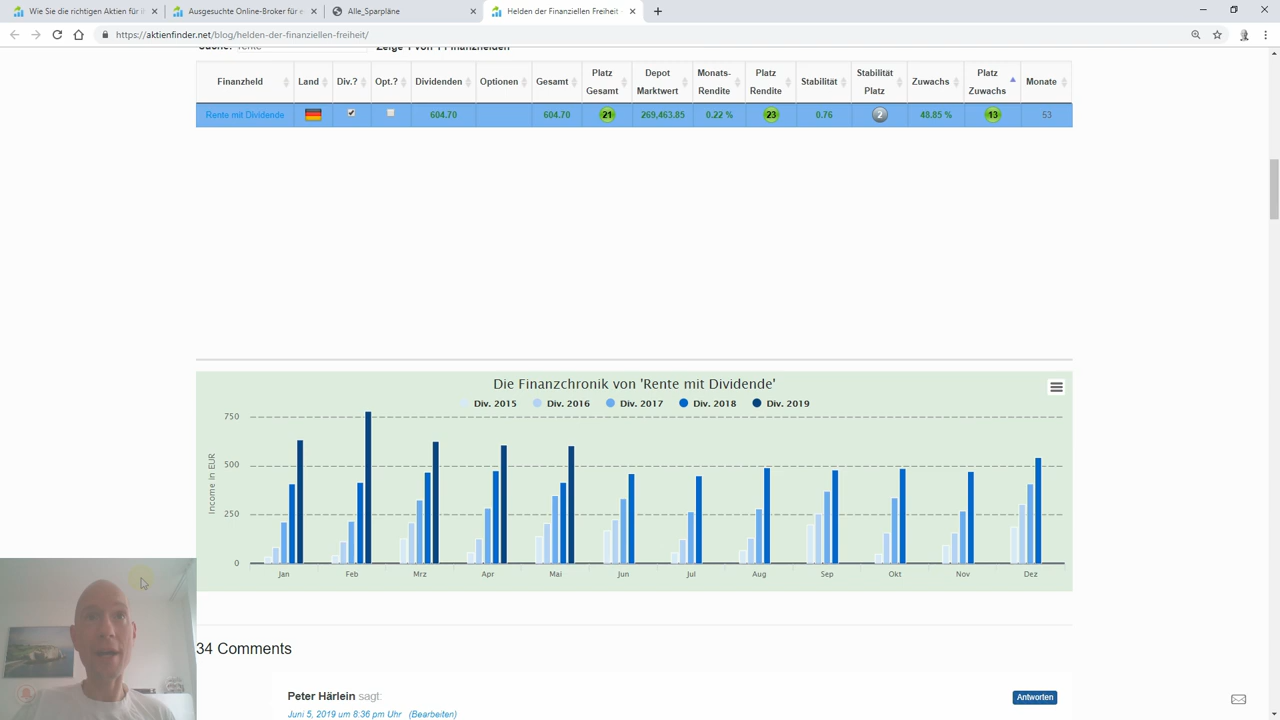 Wie Sie die richtigen Aktien für ih
Ausgesuchte Online-Broker für e
Alle_Sparpläne
Helden der Finanziellen Freiheit
https://aktienfinder.net/blog/helden-der-finanziellen-freiheit/
Finanzheld Land Div.? Opt.? Dividenden Optionen Gesamt Platz Gesamt Depot Marktwert Monats-Rendite Platz Rendite Stabilität Stabilität Platz Zuwachs Platz Zuwachs Monate
Rente mit Dividende 604.70 604.70 21 269,463.85 0.22 % 23 0.76 2 48.85 % 13 53
Die Finanzchronik von 'Rente mit Dividende'
Div. 2015 Div. 2016 Div. 2017 Div. 2018 Div. 2019
Income in EUR
750
500
250
0
Jan Feb Mrz Apr Mai Jun Jul Aug Sep Okt Nov Dez
34 Comments
Peter Härlein sagt:
Antworten
Juni 5, 2019 um 8:36 pm Uhr (Bearbeiten)